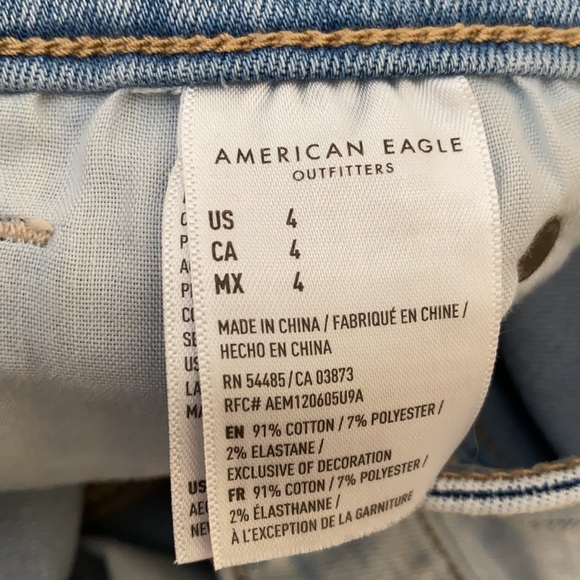 AMERICAN EAGLE
OUTFITTERS
US 4
CA 4
MX 4
MADE IN CHINA / FABRIQUÉ EN CHINE /
HECHO EN CHINA
RN 54485/CA 03873
RFC# AEM120605U9A
EN 91% COTTON / 7% POLYESTER /
2% ELASTANE /
EXCLUSIVE OF DECORATION
FR 91% COTON / 7% POLYESTER /
2% ÉLASTHANNE /
À L'EXCEPTION DE LA GARNITURE